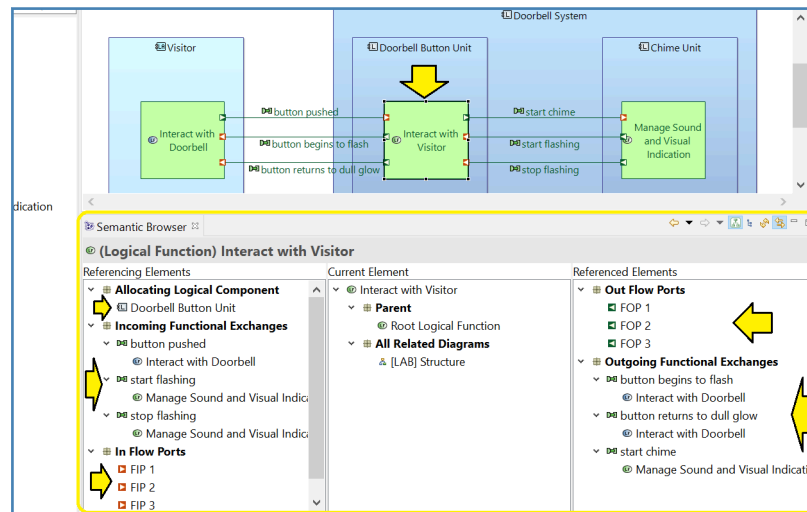 Doorbell System
Visitor
Doorbell Button Unit
Chime Unit
button pushed
start chime
Interact with
Doorbell
button begins to flash
Interact with
Visitor
start flashing
Manage Sound
and Visual
Indication
button returns to dull glow
stop flashing
dication
Semantic Browser
(Logical Function) Interact with Visitor
Referencing Elements
Allocating Logical Component
Doorbell Button Unit
Incoming Functional Exchanges
button pushed
Interact with Doorbell
start flashing
Manage Sound and Visual Indica
stop flashing
Manage Sound and Visual Indica
In Flow Ports
FIP 1
FIP 2
FIP 3
Current Element
Interact with Visitor
Parent
Root Logical Function
All Related Diagrams
[LAB] Structure
Referenced Elements
Out Flow Ports
FOP 1
FOP 2
FOP 3
Outgoing Functional Exchanges
button begins to flash
Interact with Doorbell
button returns to dull glow
Interact with Doorbell
start chime
Manage Sound and Visual Indicati